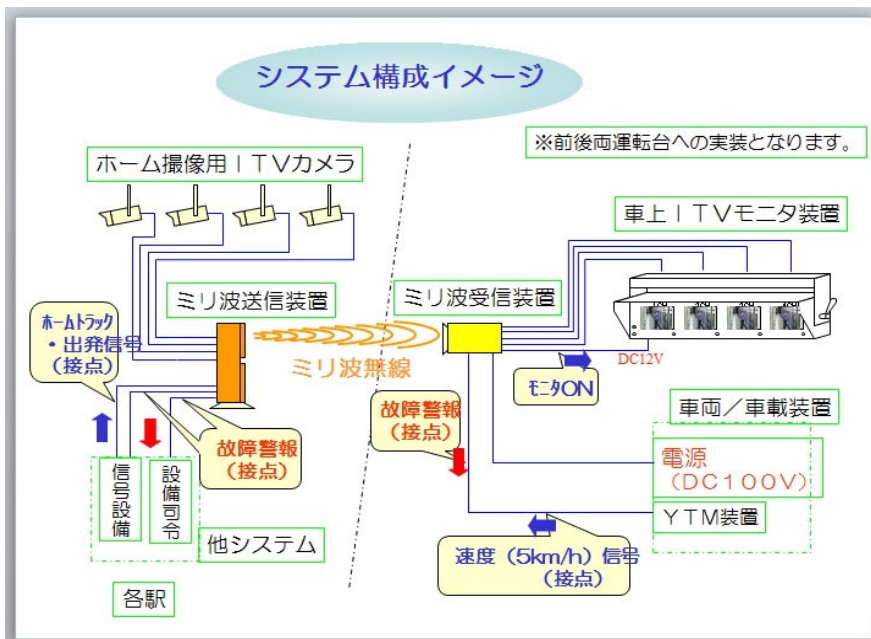 システム構成イメージ
※前後両運転台への実装となります。
ホーム撮像用ITVカメラ
車上ITVモニタ装置
ミリ波送信装置
ミリ波受信装置
ホームトラック
・出発信号
(接点)
ミリ波無線
DC12V
モニタON
故障警報
(接点)
故障警報
(接点)
車両/車載装置
電源
(DC100V)
YTM装置
信号設備
設備司令
他システム
速度(5km/h)信号
(接点)
各駅